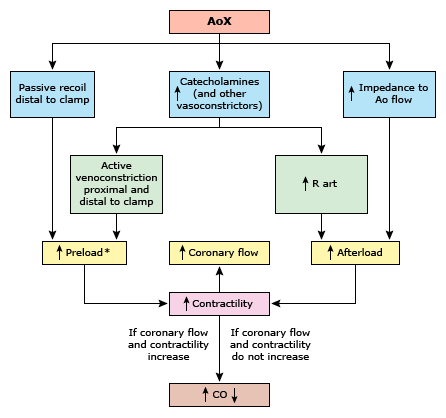 AoX
Passive recoil
distal to clamp
↑ Catecholamines
(and other
vasoconstrictors)
↑ Impedance to
Ao flow
Active
venoconstriction
proximal and
distal to clamp
↑ R art
↑ Preload*
↑ Coronary flow
↑ Afterload
↑ Contractility
If coronary flow
and contractility
increase
If coronary flow
and contractility
do not increase
↑ CO ↓